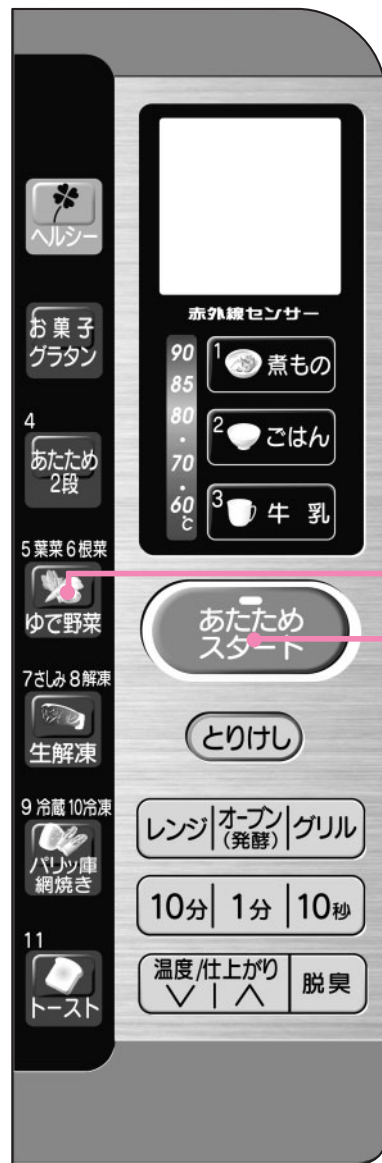 ヘルシー
お菓子
グラタン
4
あたため
2段
5葉菜6根菜
ゆで野菜
7さしみ8解凍
生解凍
9冷蔵10冷凍
パリッ庫
網焼き
11
トースト
赤外線センサー
90
85
80
・
70
・
60
℃
1 煮もの
2 ごはん
3 牛乳
あたため
スタート
とりけし
レンジ オーブン(発酵) グリル
10分 1分 10秒
温度/仕上がり
脱臭